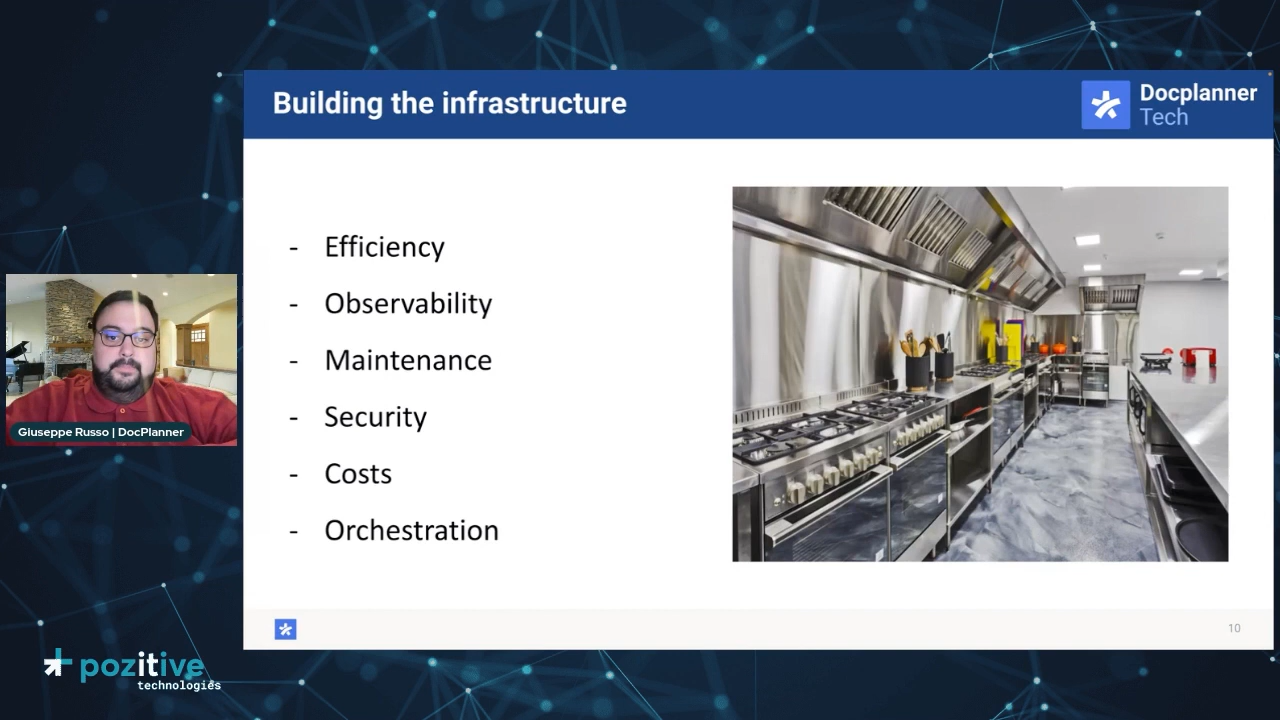 Building the infrastructure
Docplanner
Tech
- Efficiency
- Observability
- Maintenance
- Security
- Costs
- Orchestration
Giuseppe Russo | DocPlanner
10
pozitive
technologies